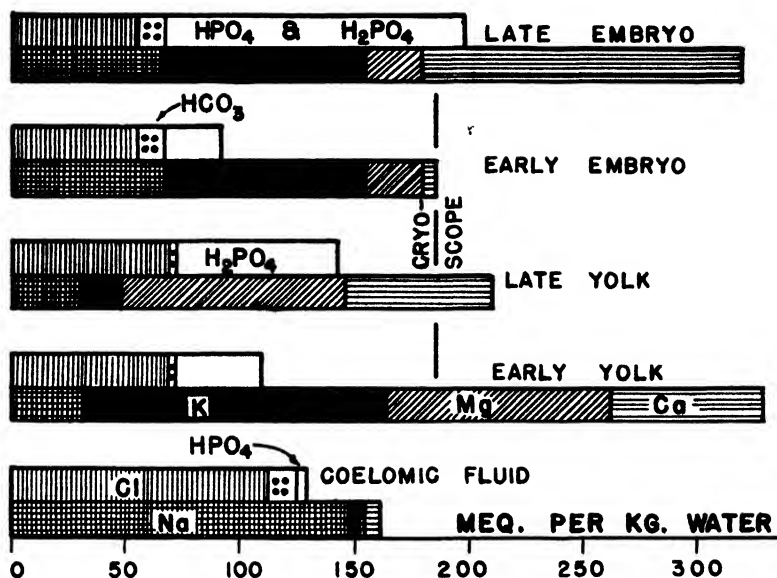 HPO₄ & H₂PO₄
LATE EMBRYO
HCO₃
EARLY EMBRYO
CRYO-
SCOPE
H₂PO₄
LATE YOLK
EARLY YOLK
K Mg Ca
HPO₄
Cl COELOMIC FLUID
Na MEQ. PER KG. WATER
0 50 100 150 200 300